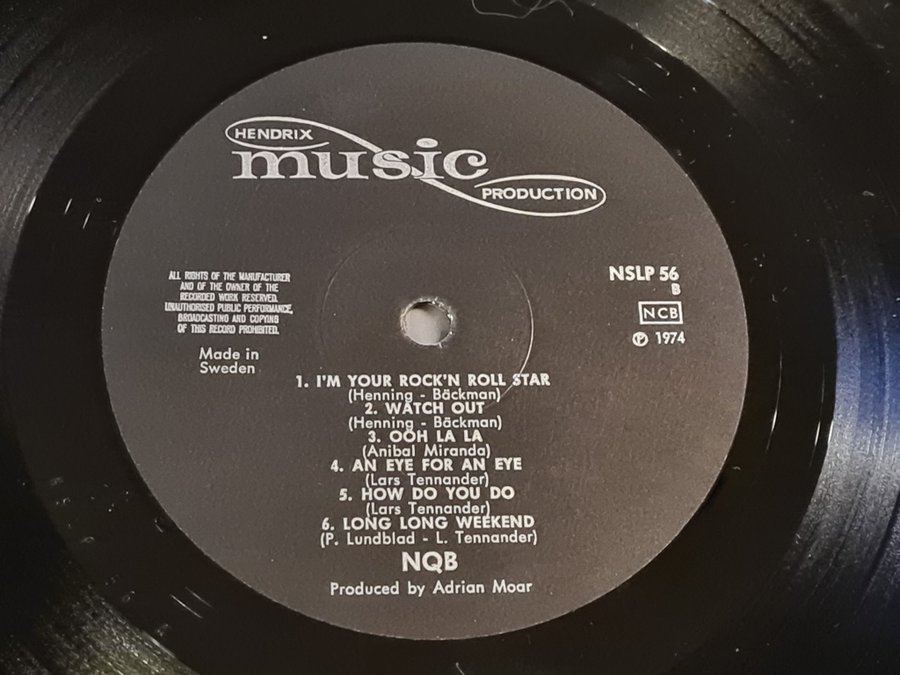 HENDRIX
music
PRODUCTION
ALL RIGHTS OF THE MANUFACTURER
AND OF THE OWNER OF THE
RECORDED WORK RESERVED.
UNAUTHORISED PUBLIC PERFORMANCE,
BROADCASTING AND COPYING
OF THIS RECORD PROHIBITED.
Made in
Sweden
NSLP 56
B
NCB
℗ 1974
1. I'M YOUR ROCK'N ROLL STAR
(Henning - Bäckman)
2. WATCH OUT
(Henning - Bäckman)
3. OOH LA LA
(Anibal Miranda)
4. AN EYE FOR AN EYE
(Lars Tennander)
5. HOW DO YOU DO
(Lars Tennander)
6. LONG LONG WEEKEND
(P. Lundblad - L. Tennander)
NQB
Produced by Adrian Moar